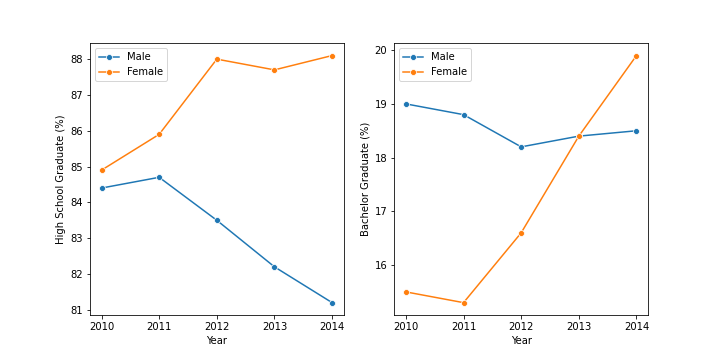 Male
Female
88
87
86
85
84
83
82
81
High School Graduate (%)
2010 2011 2012 2013 2014
Year
Male
Female
20
19
18
17
16
Bachelor Graduate (%)
2010 2011 2012 2013 2014
Year